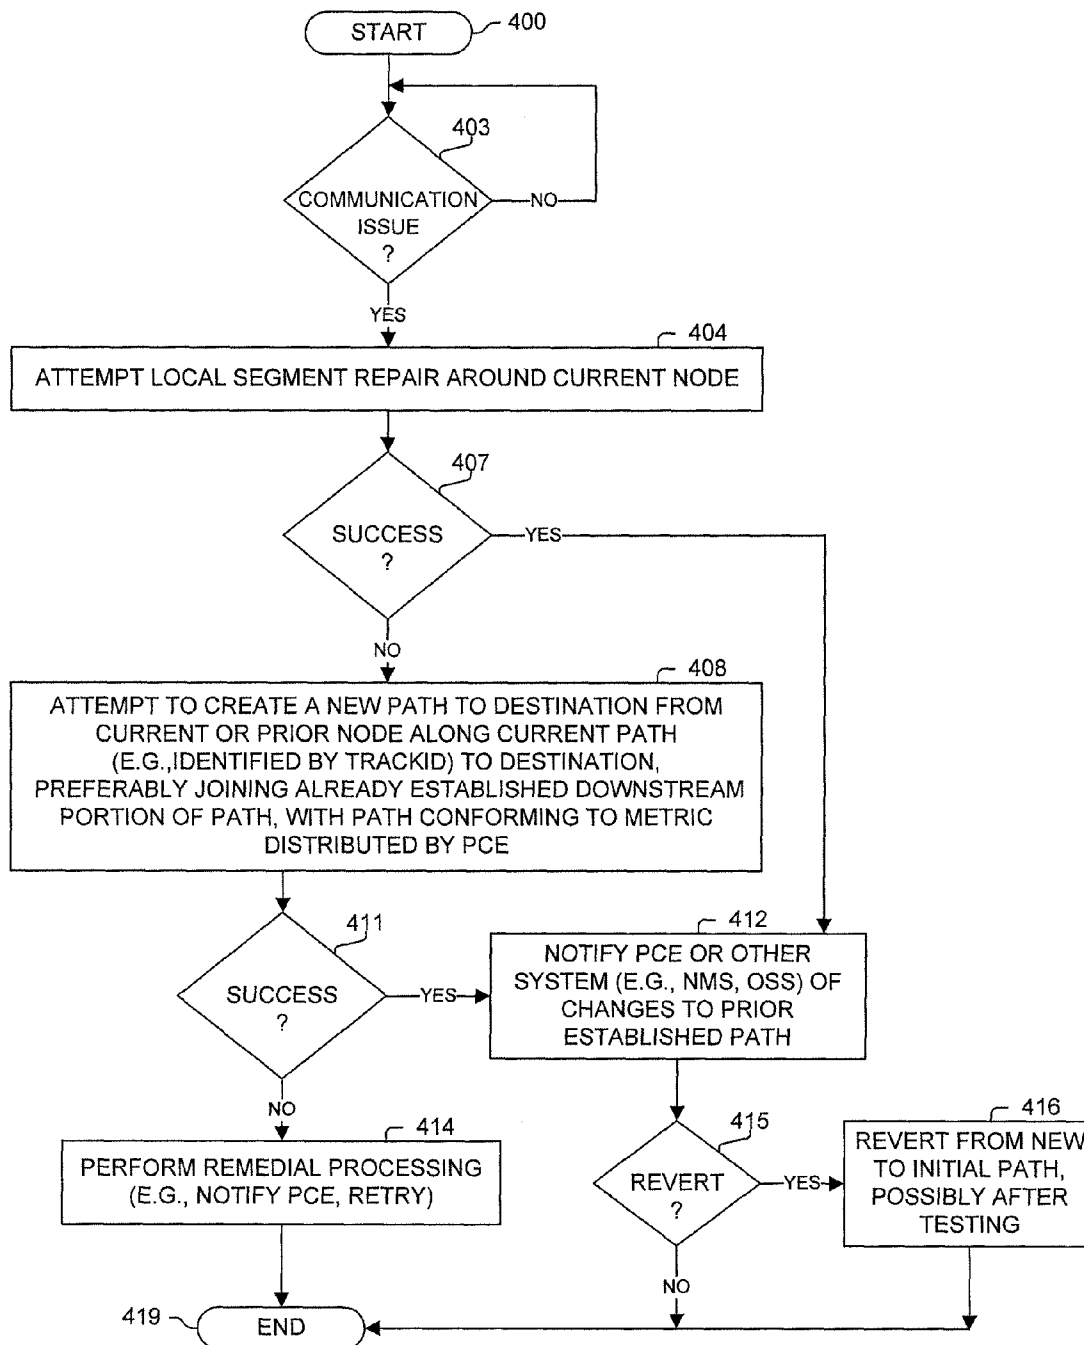 START
400
403
COMMUNICATION
ISSUE
?
NO
YES
404
ATTEMPT LOCAL SEGMENT REPAIR AROUND CURRENT NODE
407
SUCCESS
?
YES
NO
408
ATTEMPT TO CREATE A NEW PATH TO DESTINATION FROM
CURRENT OR PRIOR NODE ALONG CURRENT PATH
(E.G.,IDENTIFIED BY TRACKID) TO DESTINATION,
PREFERABLY JOINING ALREADY ESTABLISHED DOWNSTREAM
PORTION OF PATH, WITH PATH CONFORMING TO METRIC
DISTRIBUTED BY PCE
411
SUCCESS
?
YES
NO
412
NOTIFY PCE OR OTHER
SYSTEM (E.G., NMS, OSS) OF
CHANGES TO PRIOR
ESTABLISHED PATH
414
PERFORM REMEDIAL PROCESSING
(E.G., NOTIFY PCE, RETRY)
415
REVERT
?
YES
NO
416
REVERT FROM NEW
TO INITIAL PATH,
POSSIBLY AFTER
TESTING
419
END